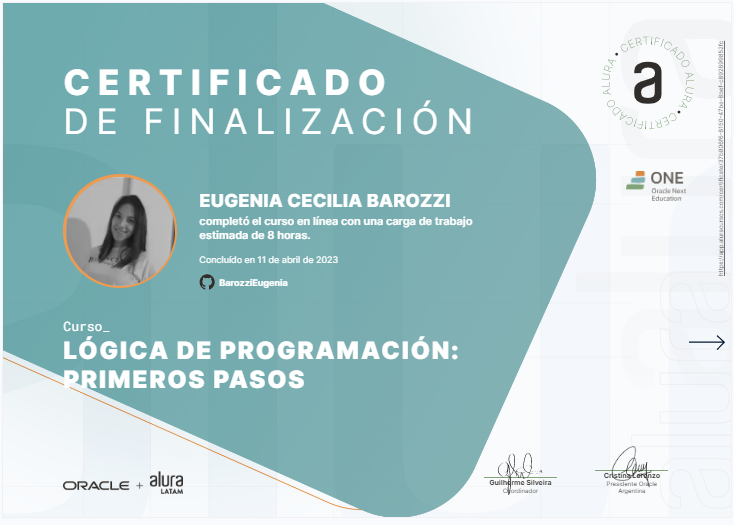 CERTIFICADO
DE FINALIZACIÓN
EUGENIA CECILIA BAROZZI
completó el curso en línea con una carga de trabajo
estimada de 8 horas.
Concluído en 11 de abril de 2023
BarozziEugenia
Curso_
LÓGICA DE PROGRAMACIÓN:
PRIMEROS PASOS
ORACLE + alura
LATAM
CERTIFICADO ALURA • CERTIFICADO ALURA •
a
ONE
Oracle Next
Education
Guilherme Silveira
Coordinador
Cristina Lorenzo
Presidente Oracle
Argentina
alura